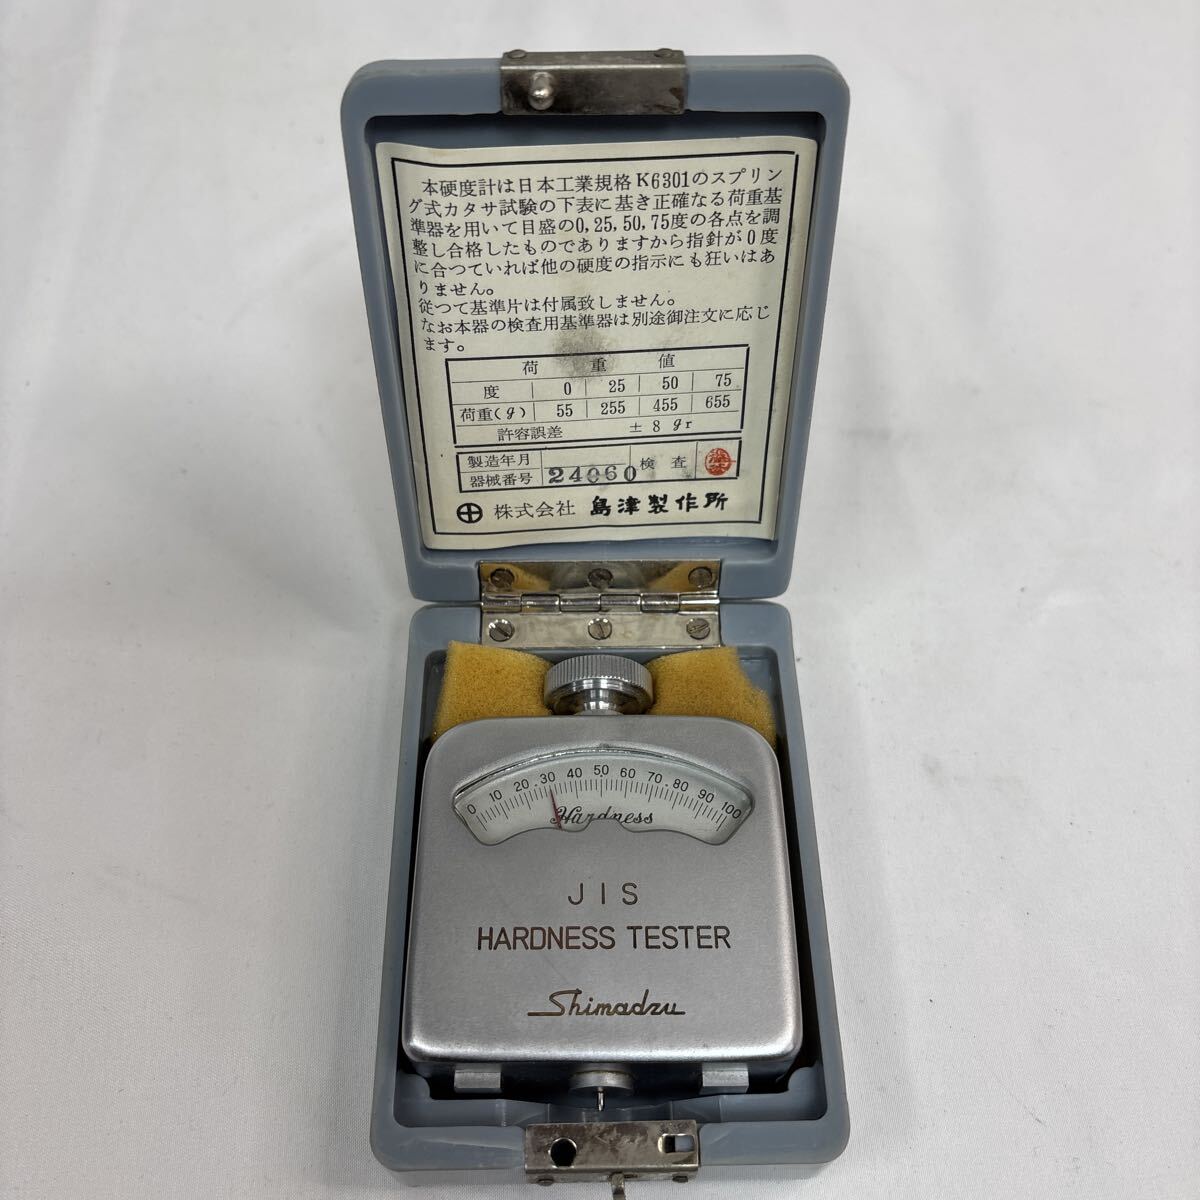 本硬度計は日本工業規格K6301のスプリン
グ式カタサ試験の下表に基き正確なる荷重基
準器を用いて目盛の0,25,50,75度の各点を調
整し合格したものでありますから指針が0度
に合つていれば他の硬度の指示にも狂いはあ
りません。
従つて基準片は付属致しません。
なお本器の検査用基準器は別途御注文に応じ
ます。
荷重値
度 0 25 50 75
荷重(g) 55 255 455 655
許容誤差 ±8gr
製造年月
器械番号 24060 検査
株式会社 島津製作所
0 10 20 30 40 50 60 70 80 90 100
Hardness
JIS
HARDNESS TESTER
Shimadzu